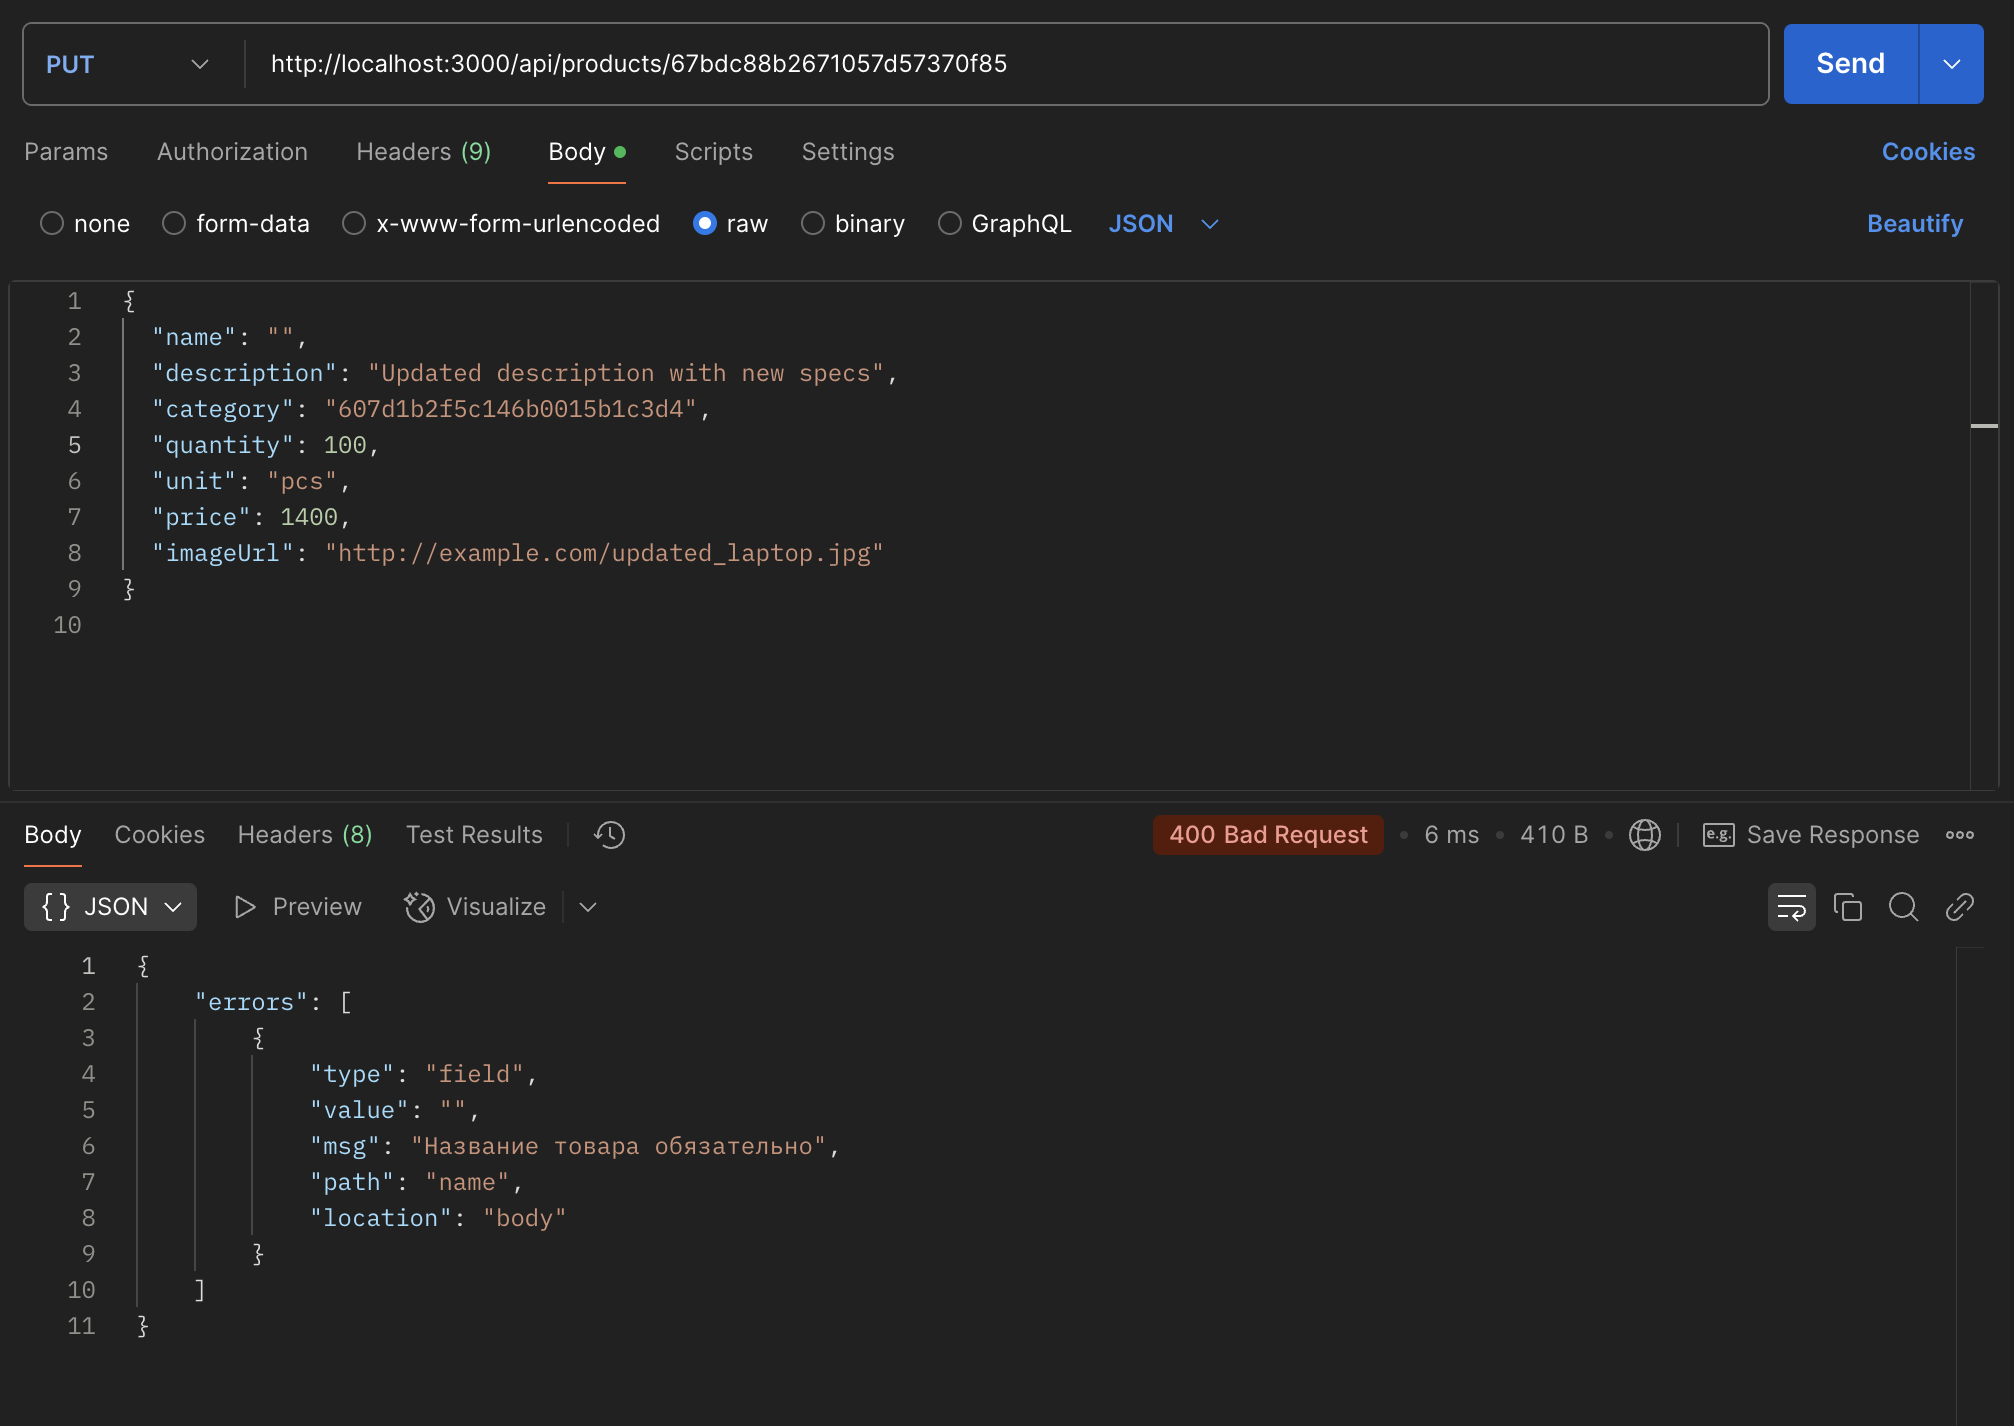 PUT http://localhost:3000/api/products/67bdc88b2671057d57370f85 Send
Params Authorization Headers (9) Body Scripts Settings Cookies
none form-data x-www-form-urlencoded raw binary GraphQL JSON Beautify
1 {
2 "name": "",
3 "description": "Updated description with new specs",
4 "category": "607d1b2f5c146b0015b1c3d4",
5 "quantity": 100,
6 "unit": "pcs",
7 "price": 1400,
8 "imageUrl": "http://example.com/updated_laptop.jpg"
9 }
10
Body Cookies Headers (8) Test Results 400 Bad Request • 6 ms • 410 B • e.g. Save Response
{} JSON Preview Visualize
1 {
2 "errors": [
3 {
4 "type": "field",
5 "value": "",
6 "msg": "Название товара обязательно",
7 "path": "name",
8 "location": "body"
9 }
10 ]
11 }